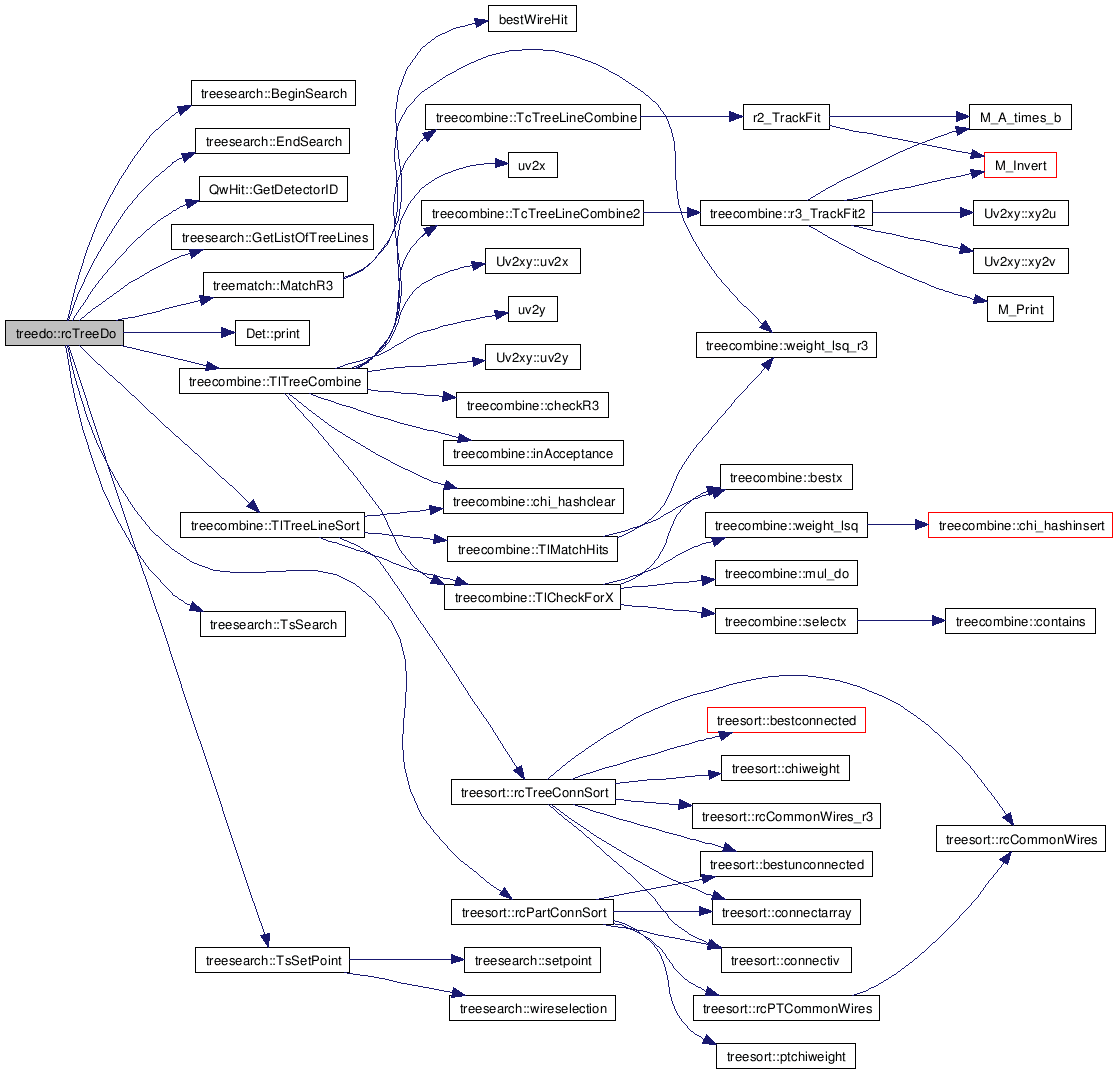 bestWireHit
treesearch::BeginSearch
treecombine::TcTreeLineCombine
r2_TrackFit
M_A_times_b
treesearch::EndSearch
uv2x
M_Invert
QwHit::GetDetectorID
treecombine::TcTreeLineCombine2
treecombine::r3_TrackFit2
Uv2xy::xy2u
treesearch::GetListOfTreeLines
Uv2xy::uv2x
Uv2xy::xy2v
treematch::MatchR3
uv2y
M_Print
treedo::rcTreeDo
Det::print
treecombine::weight_lsq_r3
Uv2xy::uv2y
treecombine::TlTreeCombine
treecombine::checkR3
treecombine::inAcceptance
treecombine::bestx
treecombine::chi_hashclear
treecombine::TlTreeLineSort
treecombine::weight_lsq
treecombine::chi_hashinsert
treecombine::TlMatchHits
treecombine::mul_do
treecombine::TlCheckForX
treesearch::TsSearch
treecombine::selectx
treecombine::contains
treesort::bestconnected
treesort::chiweight
treesort::rcTreeConnSort
treesort::rcCommonWires_r3
treesort::rcCommonWires
treesort::bestunconnected
treesort::rcPartConnSort
treesort::connectarray
treesearch::TsSetPoint
treesearch::setpoint
treesort::connectiv
treesearch::wireselection
treesort::rcPTCommonWires
treesort::ptchiweight